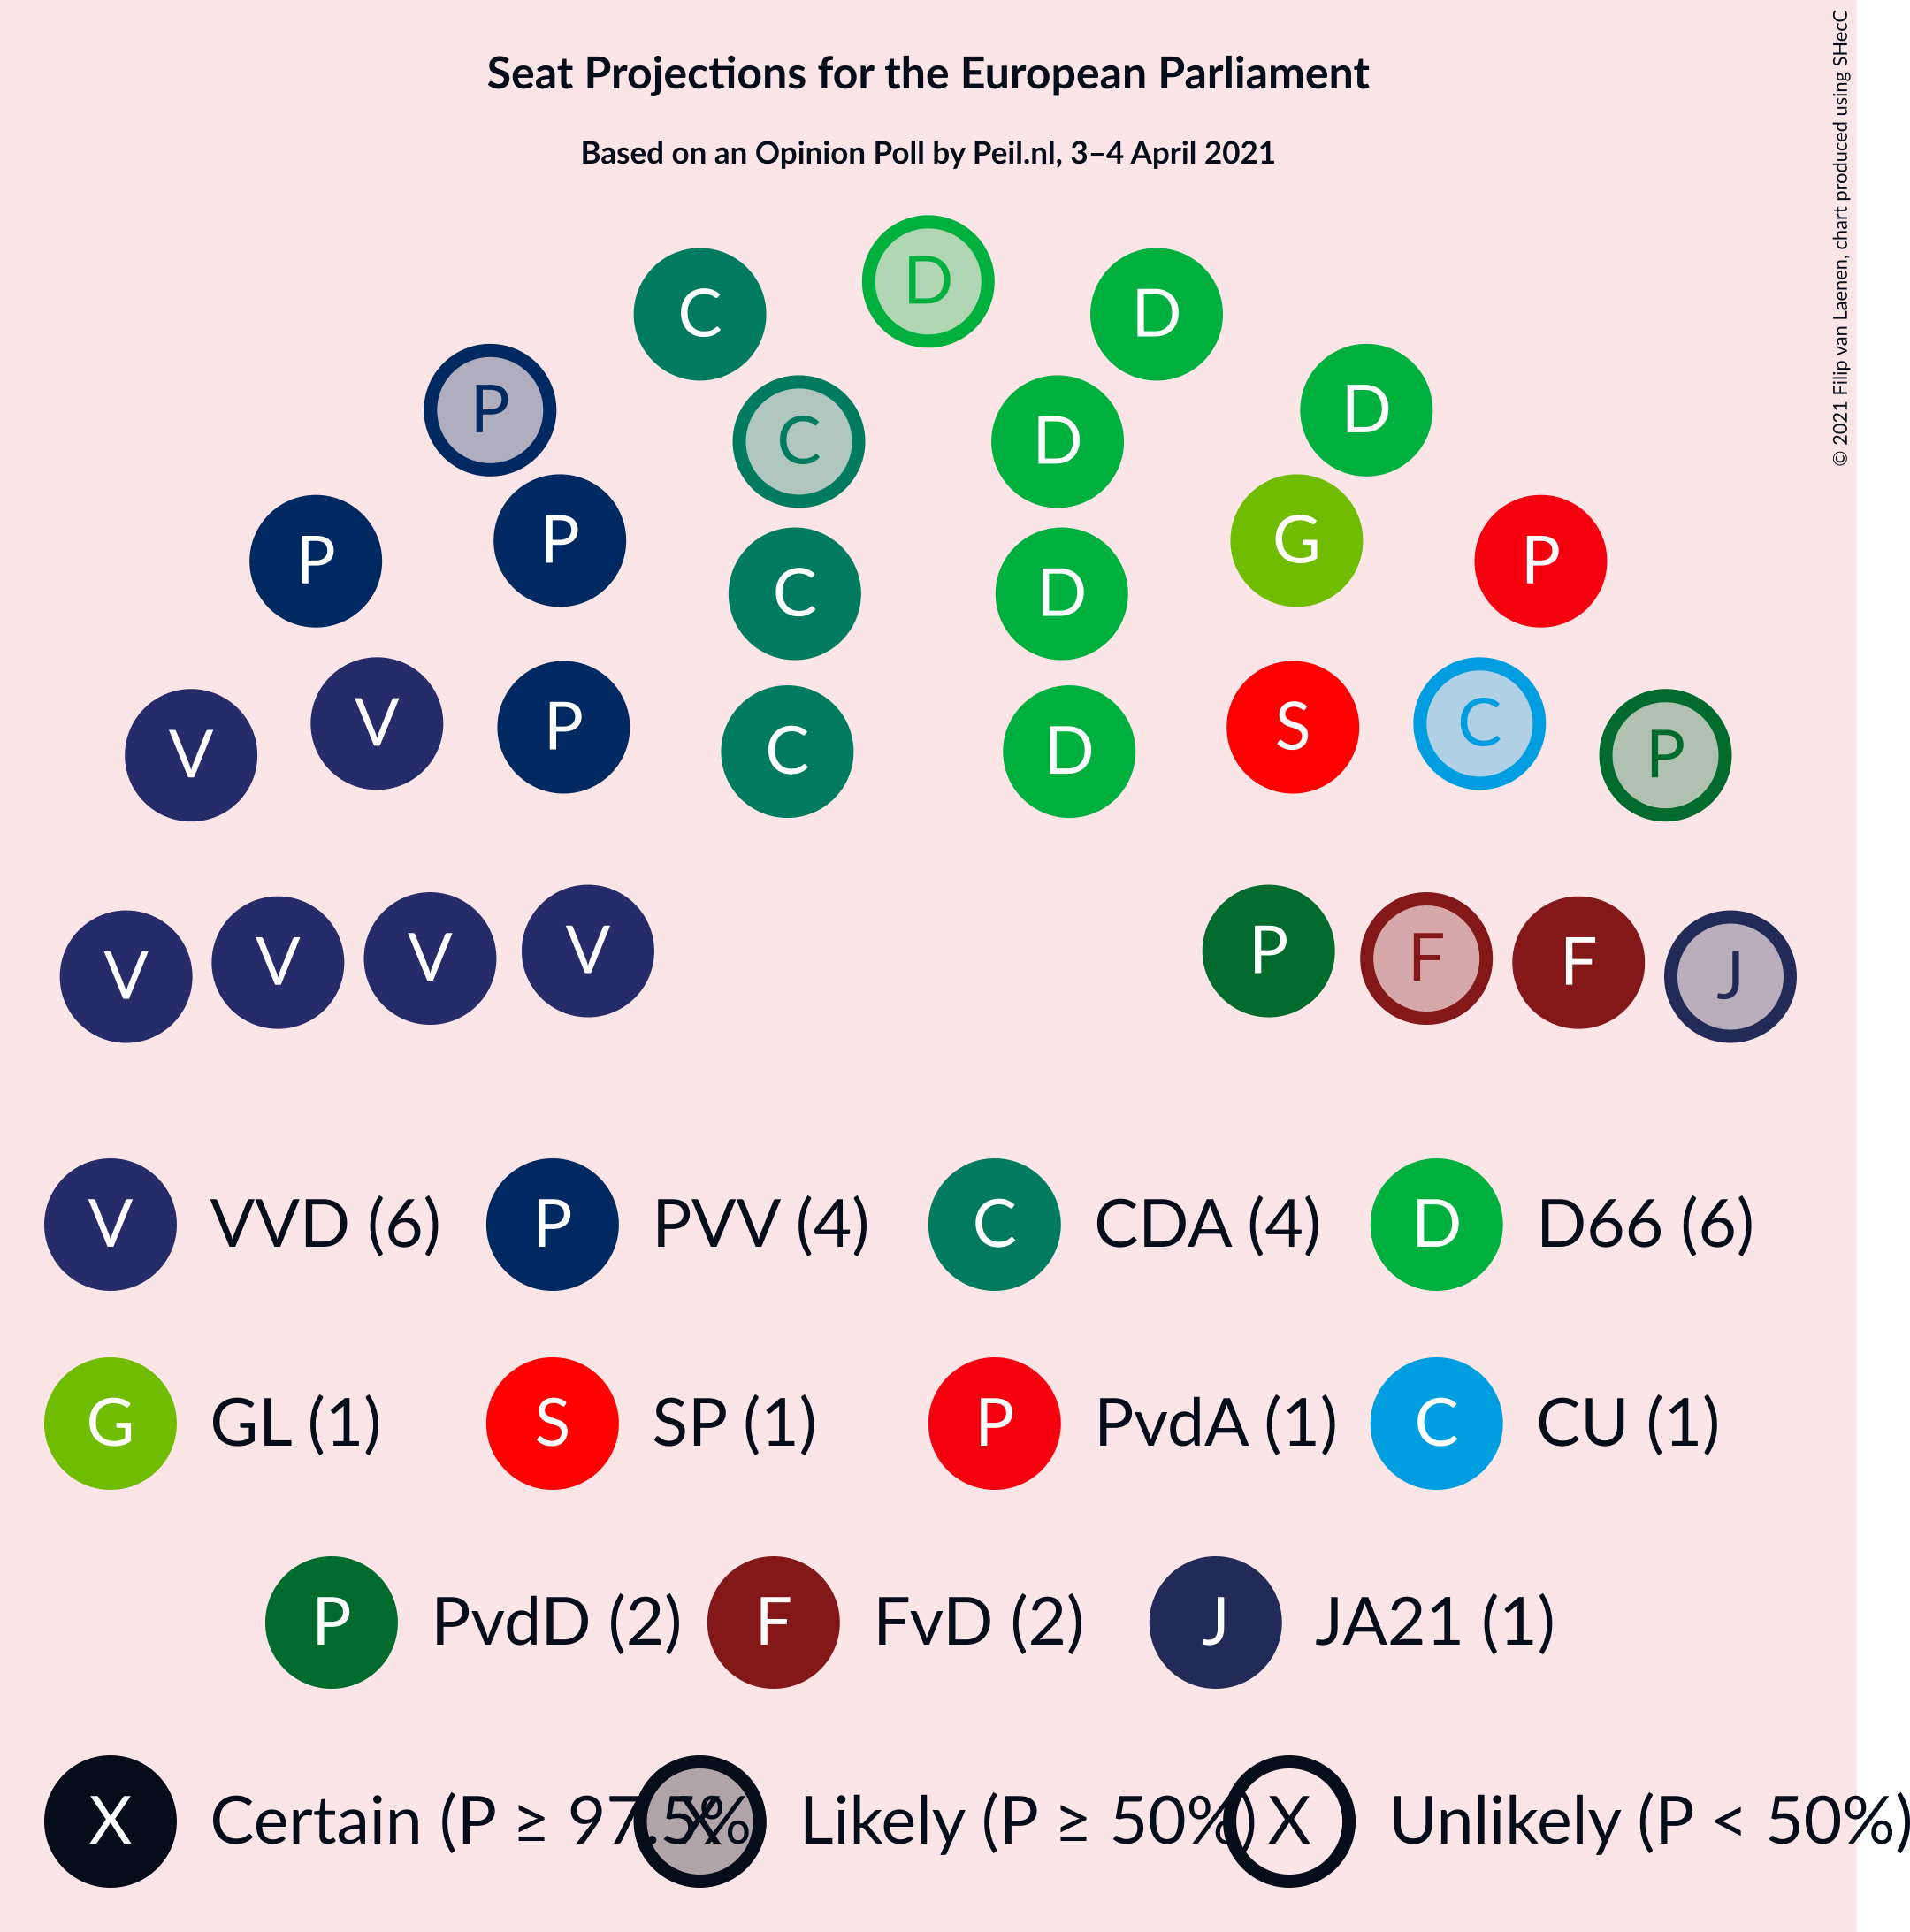 Seat Projections for the European Parliament
Based on an Opinion Poll by Peil.nl, 3–4 April 2021
© 2021 Filip van Laenen, chart produced using SHecC
D
C D
P D
C D
P P G P
C D
V V P C D S C P
V V V V P F F J
V VVD (6) P PVV (4) C CDA (4) D D66 (6)
G GL (1) S SP (1) P PvdA (1) C CU (1)
P PvdD (2) F FvD (2) J JA21 (1)
X Certain (P ≥ 97.5% X Likely (P ≥ 50%) X Unlikely (P < 50%)